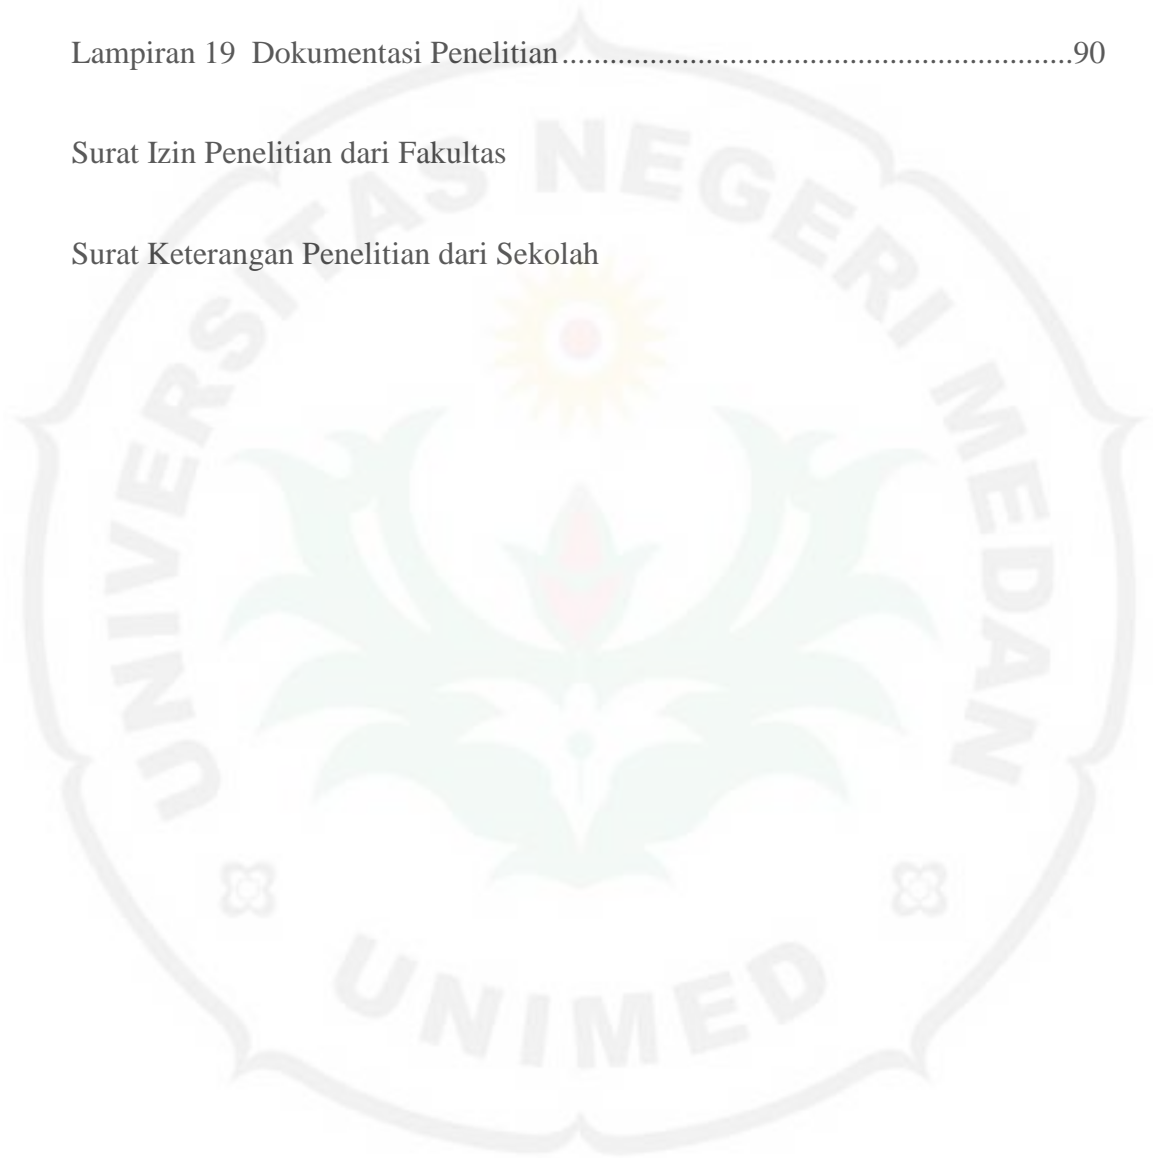 Lampiran 19  Dokumentasi Penelitian................................................................90
Surat Izin Penelitian dari Fakultas
Surat Keterangan Penelitian dari Sekolah
UNIVERSITAS NEGERI MEDAN
UNIMED